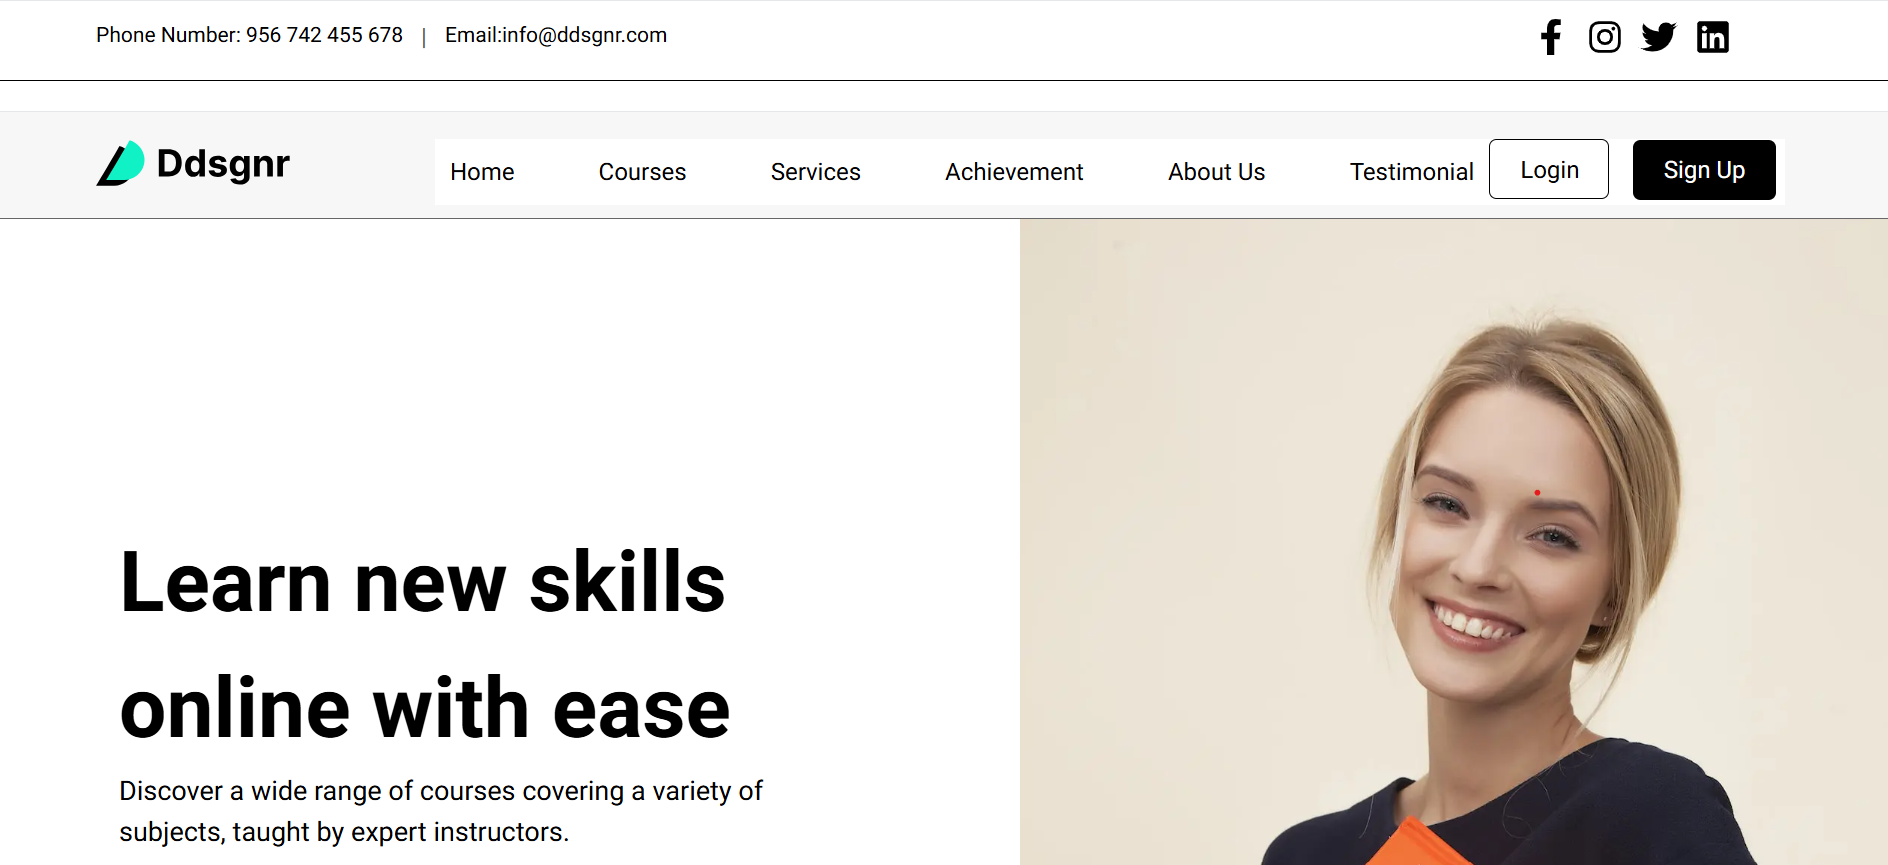 Phone Number: 956 742 455 678 | Email:info@ddsgnr.com
Ddsgnr Home Courses Services Achievement About Us Testimonial Login Sign Up
Learn new skills
online with ease
Discover a wide range of courses covering a variety of
subjects, taught by expert instructors.